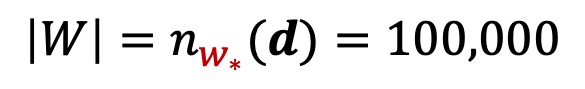 |W| = n_{w_*}(d) = 100,000